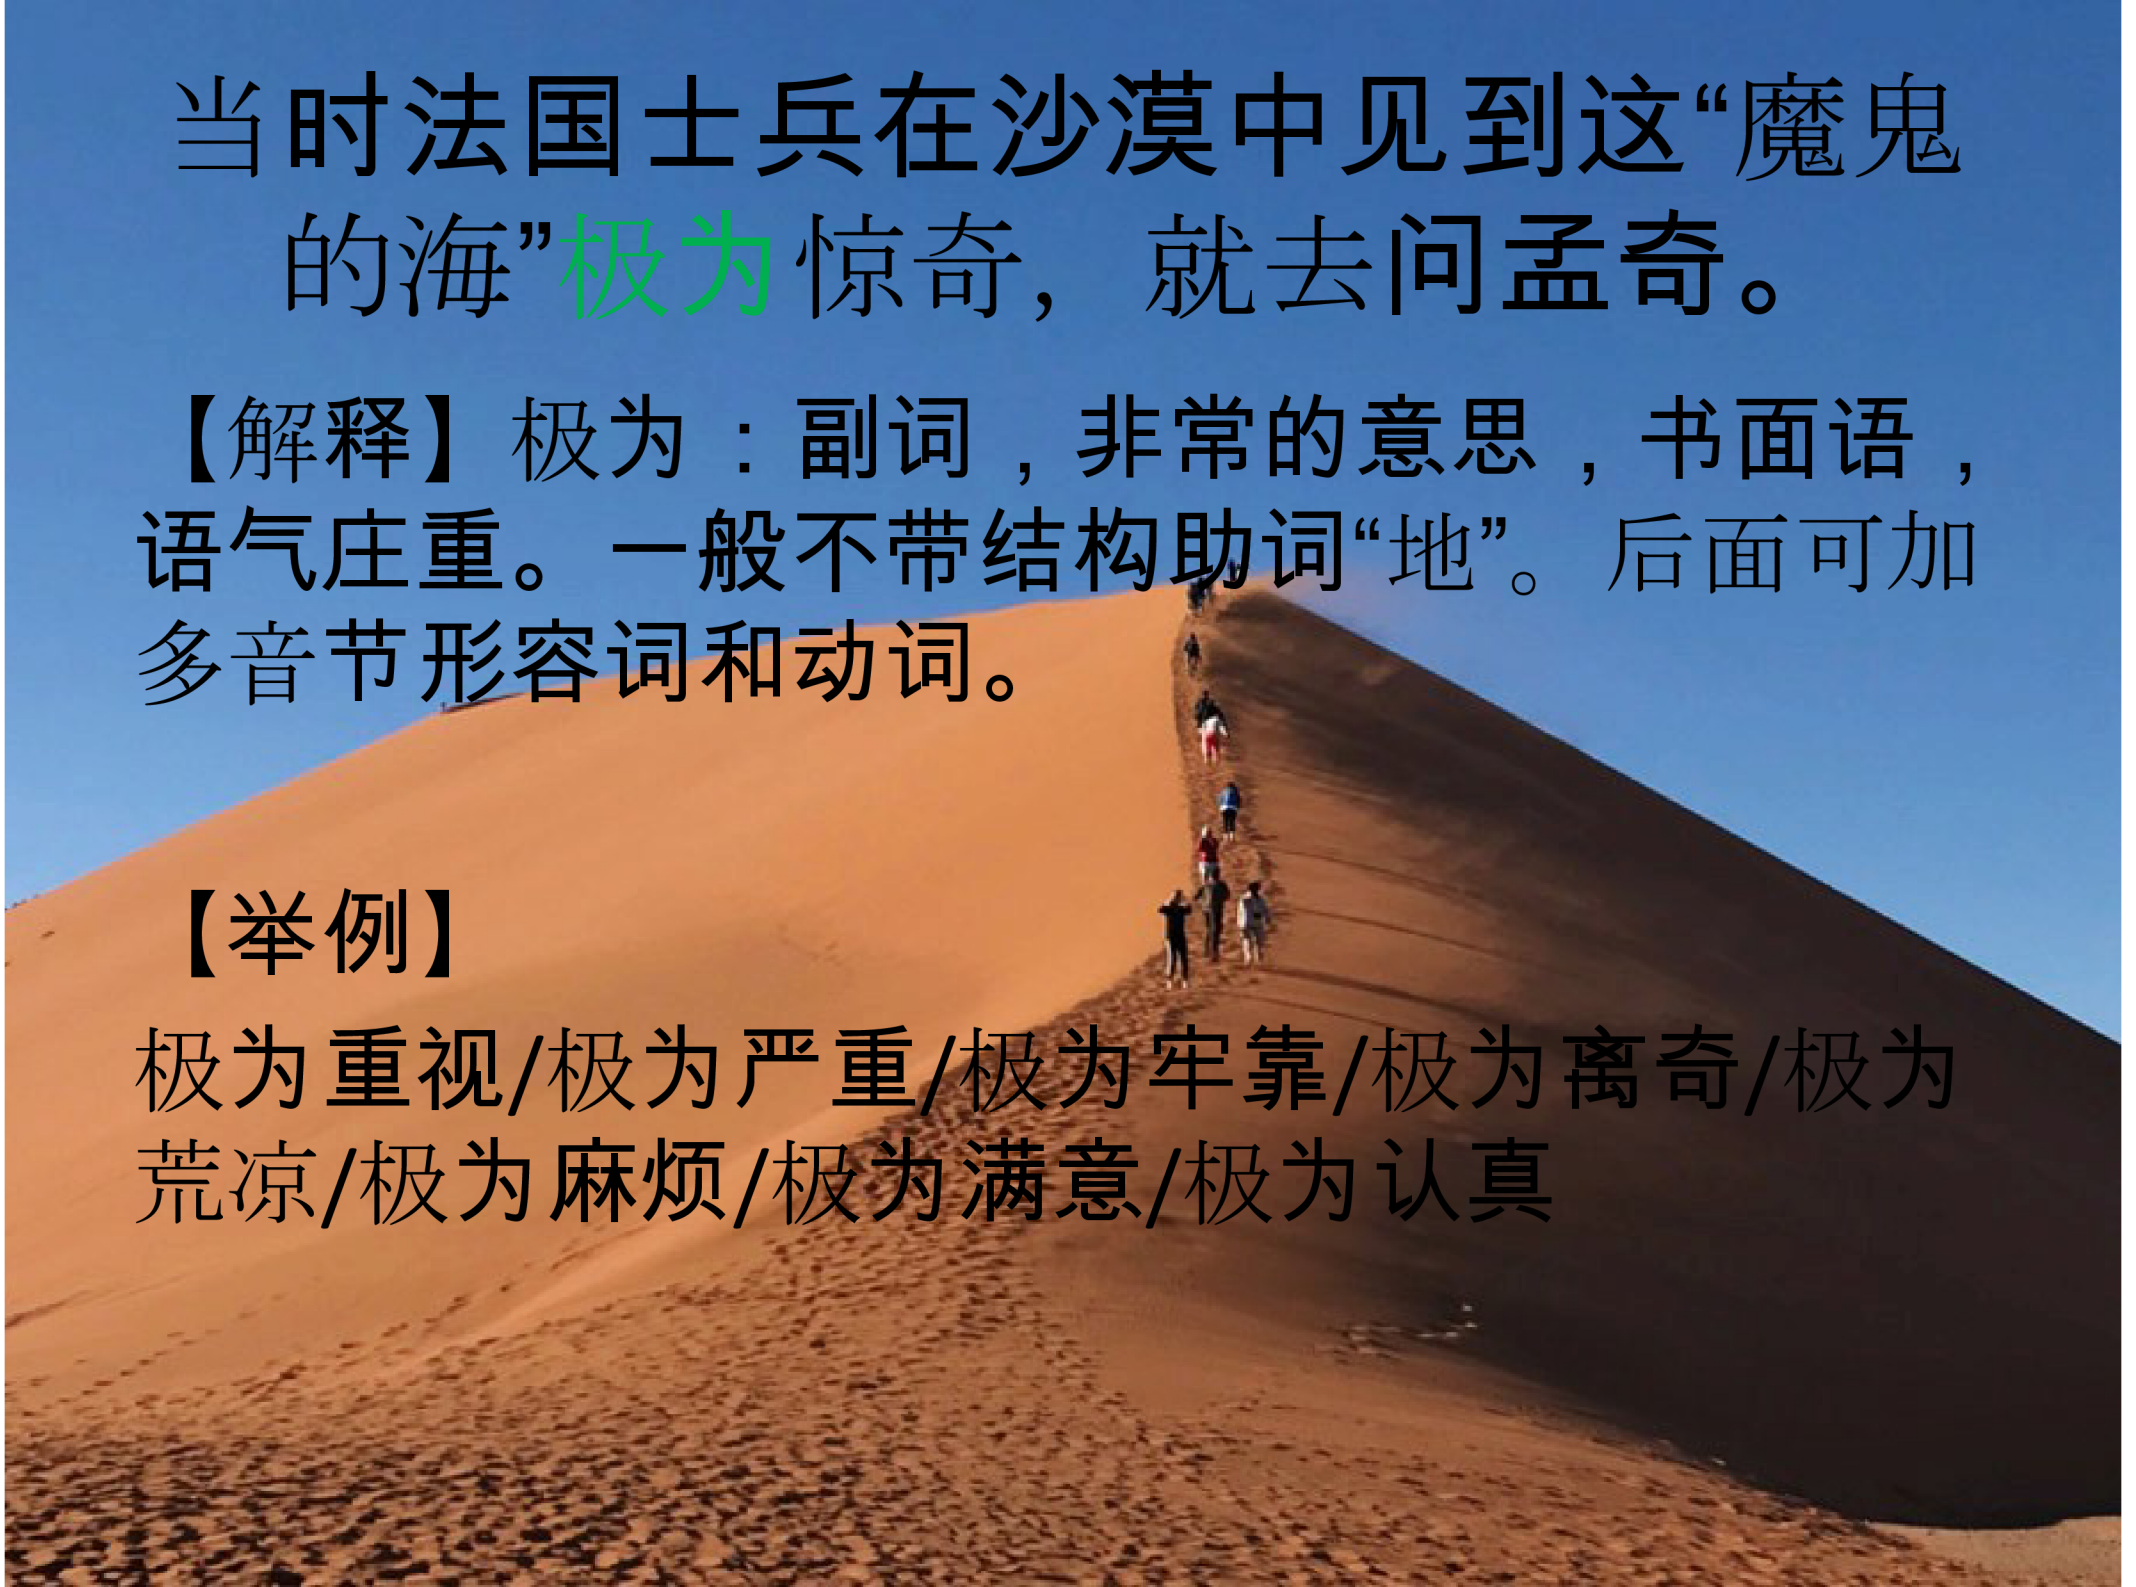 当时法国士兵在沙漠中见到这“魔鬼
的海”极为惊奇，就去问孟奇。
【解释】极为：副词，非常的意思，书面语，
语气庄重。一般不带结构助词“地”。后面可加
多音节形容词和动词。
【举例】
极为重视/极为严重/极为牢靠/极为离奇/极为
荒凉/极为麻烦/极为满意/极为认真